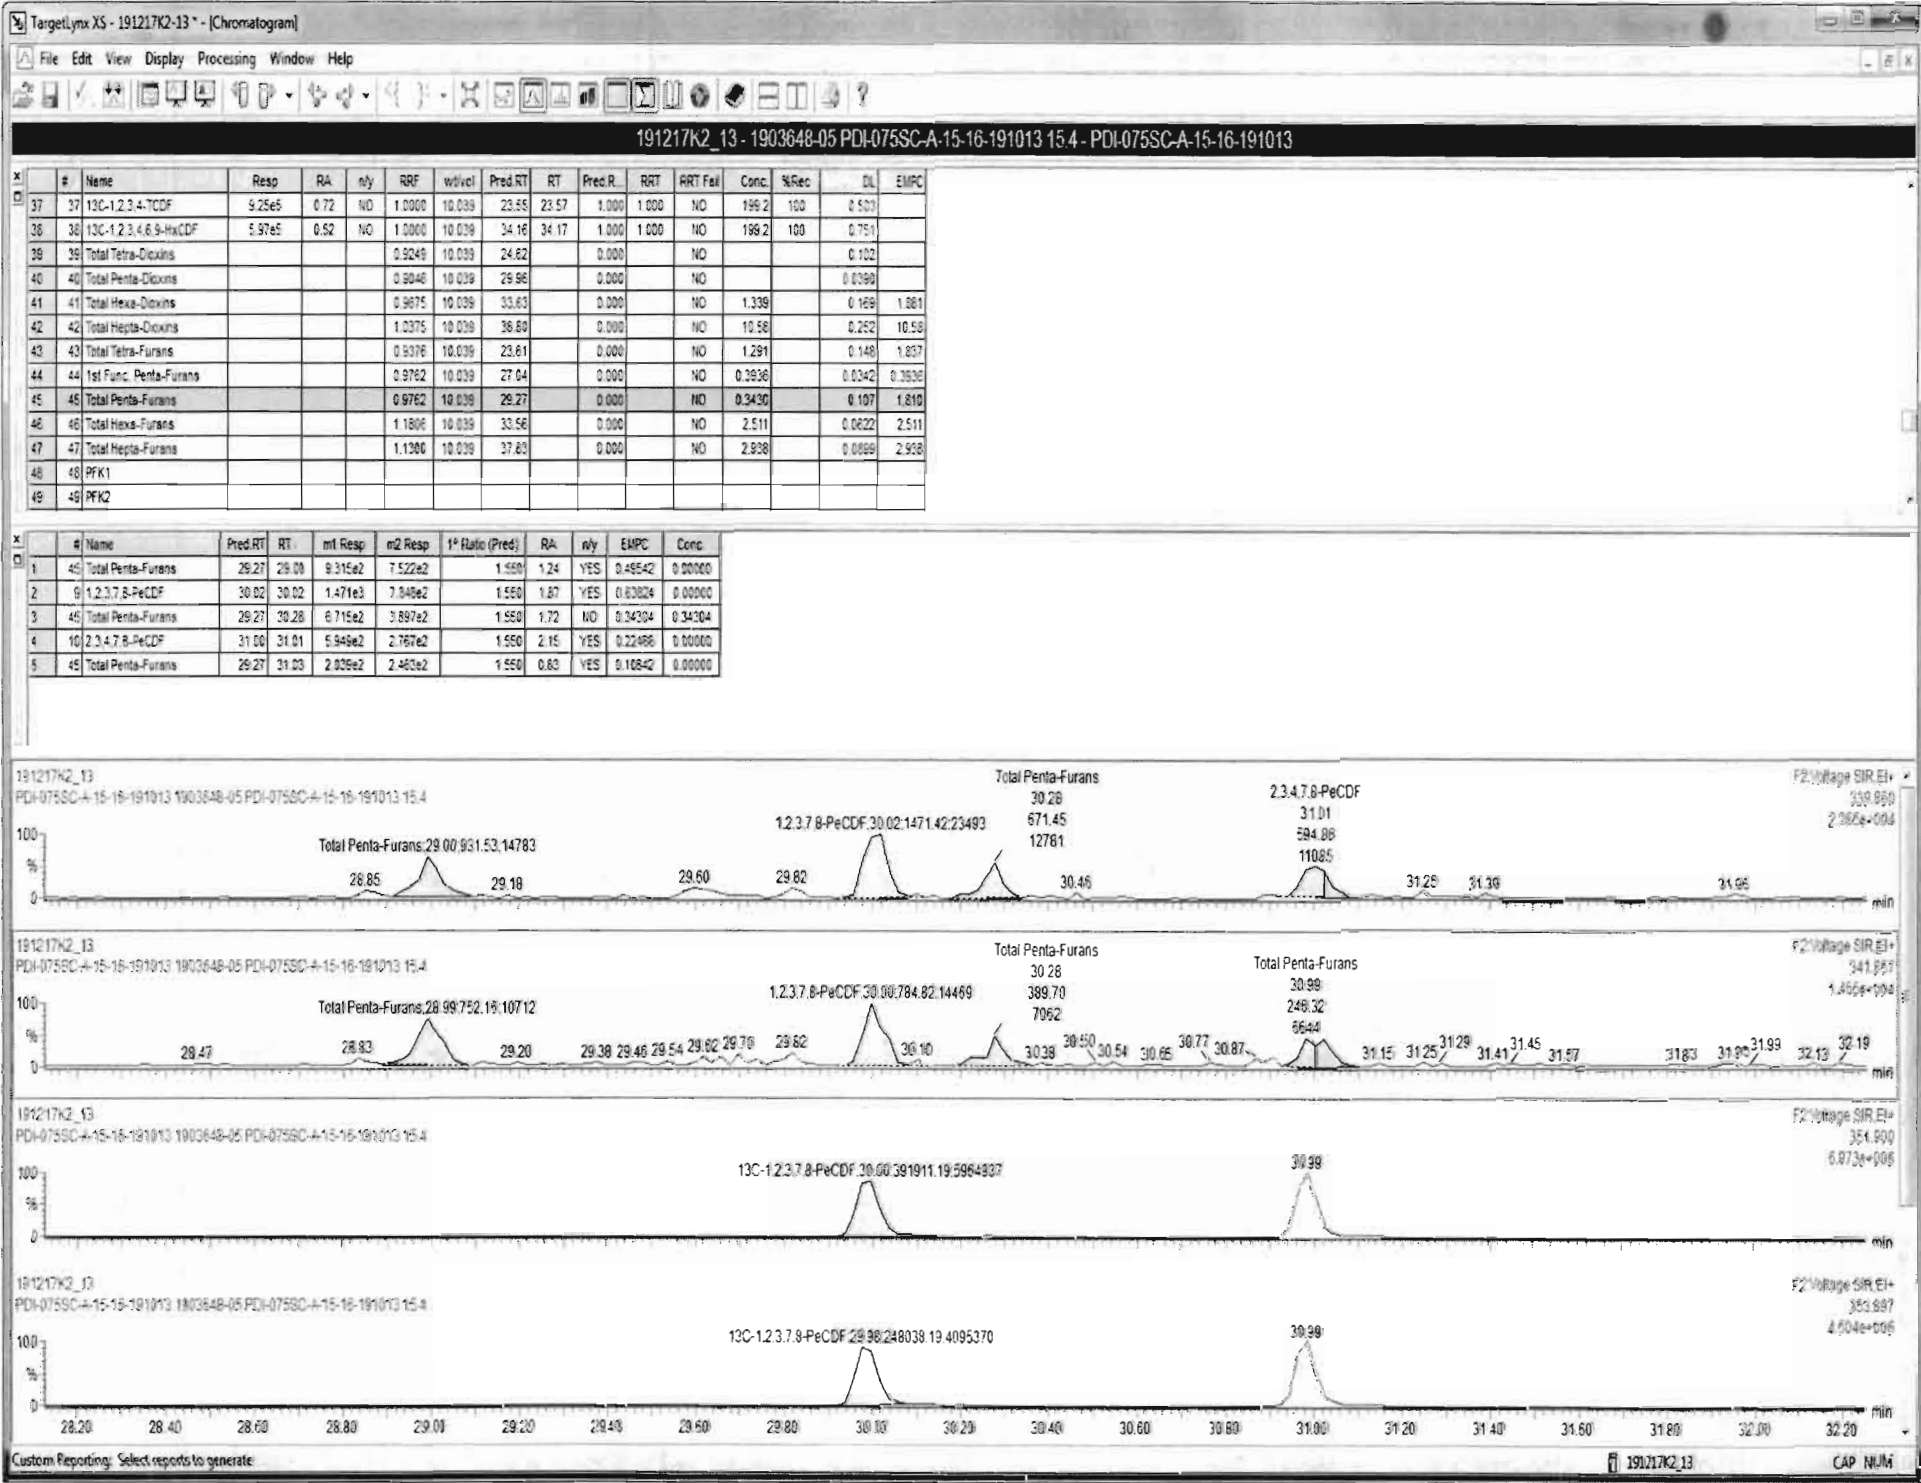 TargetLynx XS - 191217K2-13 * - [Chromatogram]
File Edit View Display Processing Window Help
191217K2_13 - 1903648-05 PDI-075SC-A-15-16-191013 15.4 - PDI-075SC-A-15-16-191013
# Name Resp RA n/y RRF wt/vol Pred.RT RT Pred.R... RRT RRT Fail Conc. %Rec DL EMPC
37 37 13C-1,2,3,4-TCDF 9.25e5 0.72 NO 1.0000 10.039 23.55 23.57 1.000 1.000 NO 199.2 100 0.503
38 38 13C-1,2,3,4,6,9-HxCDF 5.97e5 0.52 NO 1.0000 10.039 34.16 34.17 1.000 1.000 NO 199.2 100 0.751
39 39 Total Tetra-Dioxins 0.9249 10.039 24.62 0.000 NO 0.102
40 40 Total Penta-Dioxins 10.039 29.96 0.000 NO 0.0390
41 41 Total Hexa-Dioxins 0.9675 10.039 33.63 0.000 NO 1.339 0.169
42 42 Total Hepta-Dioxins 1.0375 10.039 36.80 0.000 NO 10.58 0.252 10.58
43 43 Total Tetra-Furans 0.9376 10.039 23.61 0.000 NO 1.291 0.148 1.837
44 44 1st Func. Penta-Furans 0.9762 10.039 27.04 0.000 NO 0.3936 0.0342 0.3936
45 45 Total Penta-Furans 0.9762 10.039 29.27 0.000 NO 0.3430 0.107 1.810
46 46 Total Hexa-Furans 1.1806 10.039 33.56 0.000 NO 2.511 0.0622 2.511
47 47 Total Hepta-Furans 1.1300 10.039 37.83 0.000 NO 2.938 0.0899 2.938
48 48 PFK1
49 49 PFK2
# Name Pred.RT RT m1 Resp m2 Resp 1° Ratio (Pred) RA n/y EMPC Conc.
1 45 Total Penta-Furans 29.27 29.00 9.315e2 7.522e2 1.550 1.24 YES 0.49542 0.00000
2 9 1,2,3,7,8-PeCDF 30.02 30.02 1.471e3 7.848e2 1.550 1.87 YES 0.63824 0.00000
3 45 Total Penta-Furans 29.27 30.28 6.715e2 3.897e2 1.550 1.72 NO 0.34304 0.34304
4 10 2,3,4,7,8-PeCDF 31.00 31.01 5.949e2 2.767e2 1.550 2.15 YES 0.22466 0.00000
5 45 Total Penta-Furans 29.27 31.03 2.039e2 2.463e2 1.550 0.83 YES 0.10842 0.00000
191217K2_13
PDI-075SC-A-15-16-191013 1903648-05 PDI-075SC-A-15-16-191013 15.4
F2:Voltage SIR,EI+
339.860
Total Penta-Furans
30.28
671.45
12781
2,3,4,7,8-PeCDF
31.01
594.86
11085
1,2,3,7,8-PeCDF;30.02;1471.42;23493
Total Penta-Furans;29.00;931.53;14783
100
%
0
28.85 29.18 29.60 29.82 30.46 31.25 31.39 31.96
min
191217K2_13
PDI-075SC-A-15-16-191013 1903648-05 PDI-075SC-A-15-16-191013 15.4
F2:Voltage SIR,EI+
341.857
Total Penta-Furans
30.28
389.70
7062
Total Penta-Furans
30.99
246.32
6644
1,2,3,7,8-PeCDF;30.00;784.82;14469
Total Penta-Furans;28.99;752.16;10712
100
%
0
28.47 28.83 29.20 29.38 29.46 29.54 29.62 29.70 29.82 30.10 30.38 30.50 30.54 30.65 30.77 30.87 31.15 31.25 31.29 31.41 31.45 31.57 31.83 31.99 32.13 32.19
min
191217K2_13
PDI-075SC-A-15-16-191013 1903648-05 PDI-075SC-A-15-16-191013 15.4
F2:Voltage SIR,EI+
351.900
6.973e+006
13C-1,2,3,7,8-PeCDF;30.00;391911.19;5964937
30.99
100
%
0
min
191217K2_13
PDI-075SC-A-15-16-191013 1903648-05 PDI-075SC-A-15-16-191013 15.4
F2:Voltage SIR,EI+
353.897
4.504e+006
13C-1,2,3,7,8-PeCDF;29.98;248039.19;4095370
30.99
100
%
0
min
28.20 28.40 28.60 28.80 29.00 29.20 29.40 29.60 29.80 30.00 30.20 30.40 30.60 30.80 31.00 31.20 31.40 31.60 31.80 32.00 32.20
Custom Reporting: Select reports to generate
191217K2_13
CAP NUM